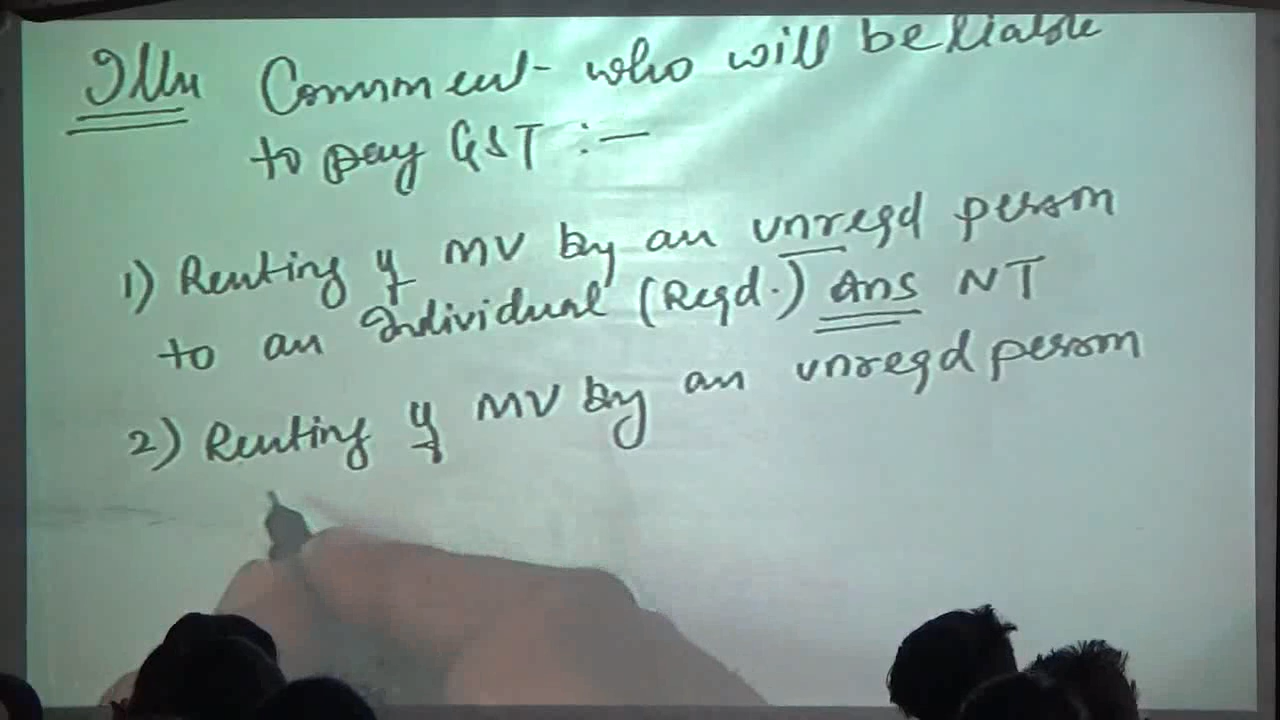 Illu Comment who will be liable
to pay GST :-
1) Renting of MV by an unregd person
to an Individual (Regd.) Ans NT
2) Renting of MV by an unregd person